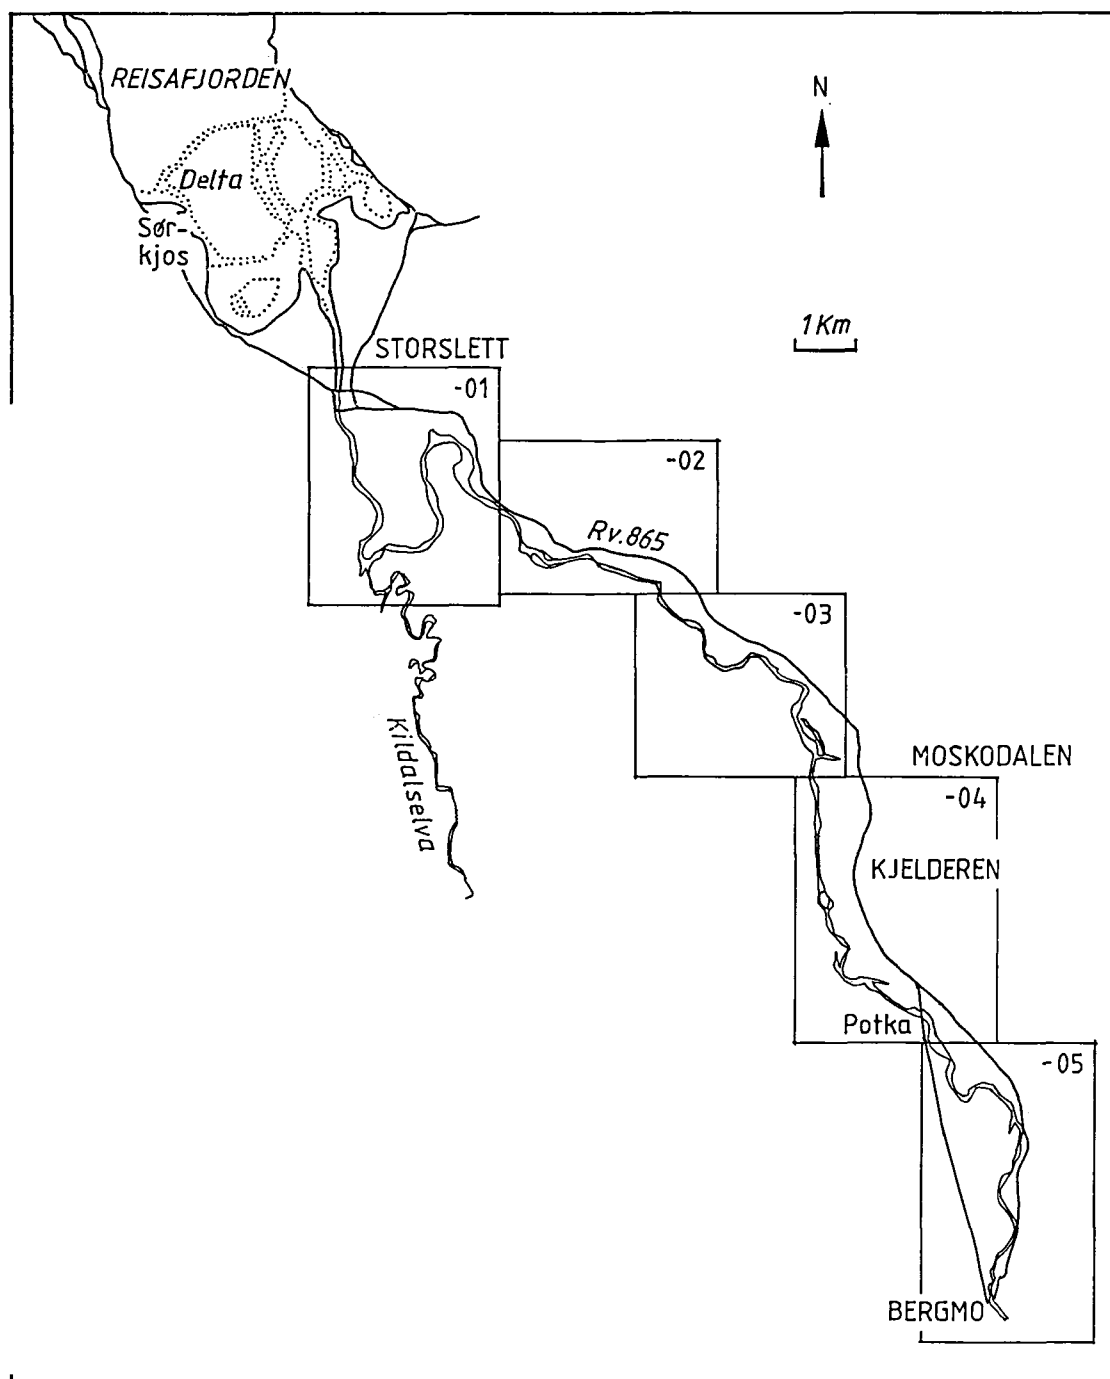 REISAFJORDEN
N
Delta
Sør-
kjos
1Km
STORSLETT
-01
-02
Rv.865
-03
Kildalselva
MOSKODALEN
-04
KJELDEREN
Potka
-05
BERGMO